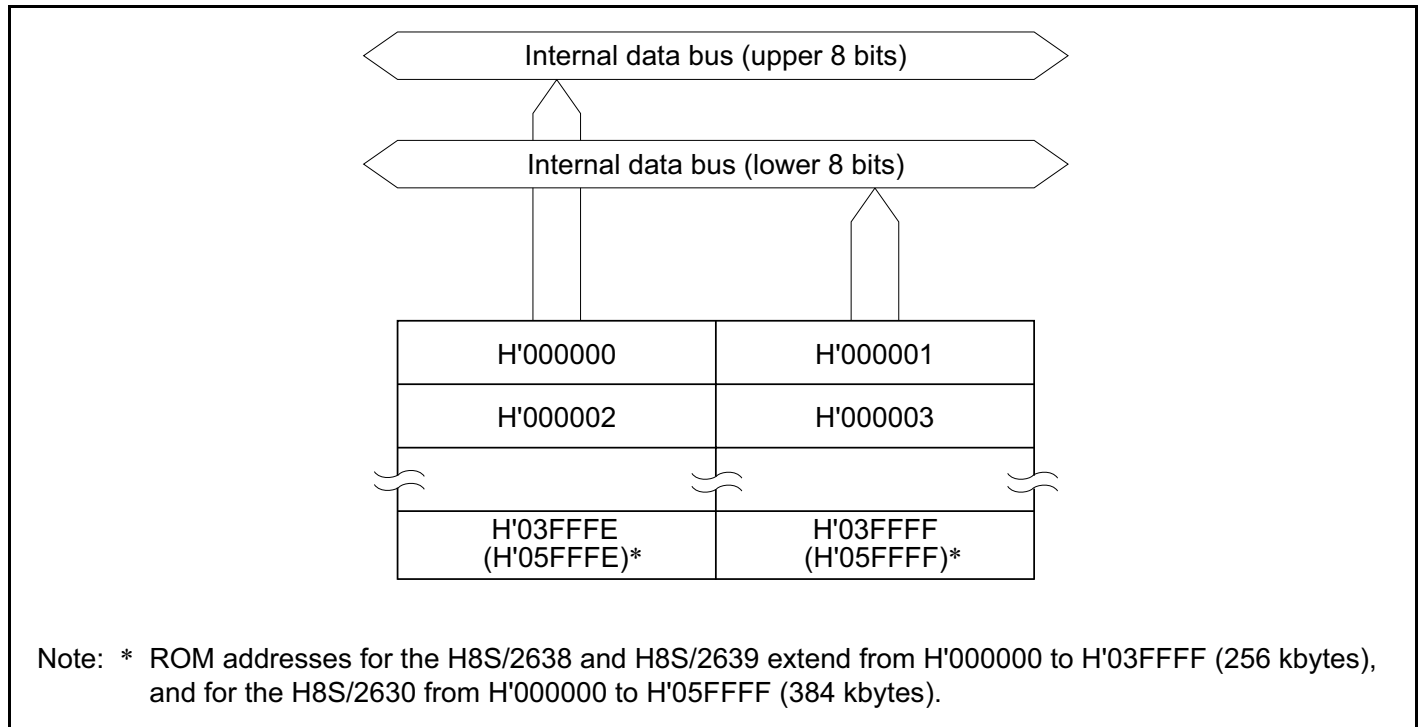 Internal data bus (upper 8 bits)
Internal data bus (lower 8 bits)
H'000000 H'000001
H'000002 H'000003
H'03FFFE H'03FFFF
(H'05FFFE)* (H'05FFFF)*
Note: * ROM addresses for the H8S/2638 and H8S/2639 extend from H'000000 to H'03FFFF (256 kbytes),
and for the H8S/2630 from H'000000 to H'05FFFF (384 kbytes).